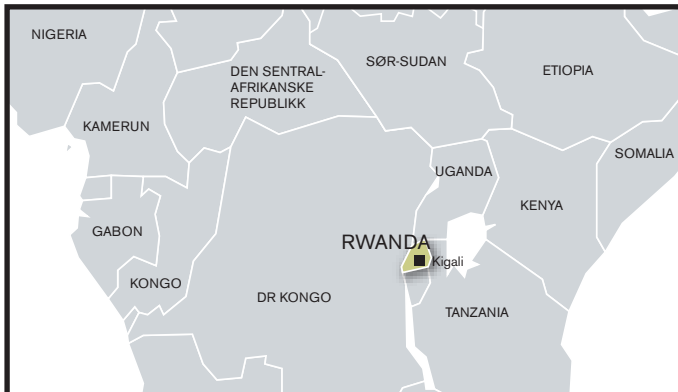 NIGERIA
SØR-SUDAN
DEN SENTRAL-
AFRIKANSKE
REPUBLIKK
ETIOPIA
KAMERUN
SOMALIA
UGANDA
KENYA
GABON
RWANDA
Kigali
KONGO
DR KONGO
TANZANIA